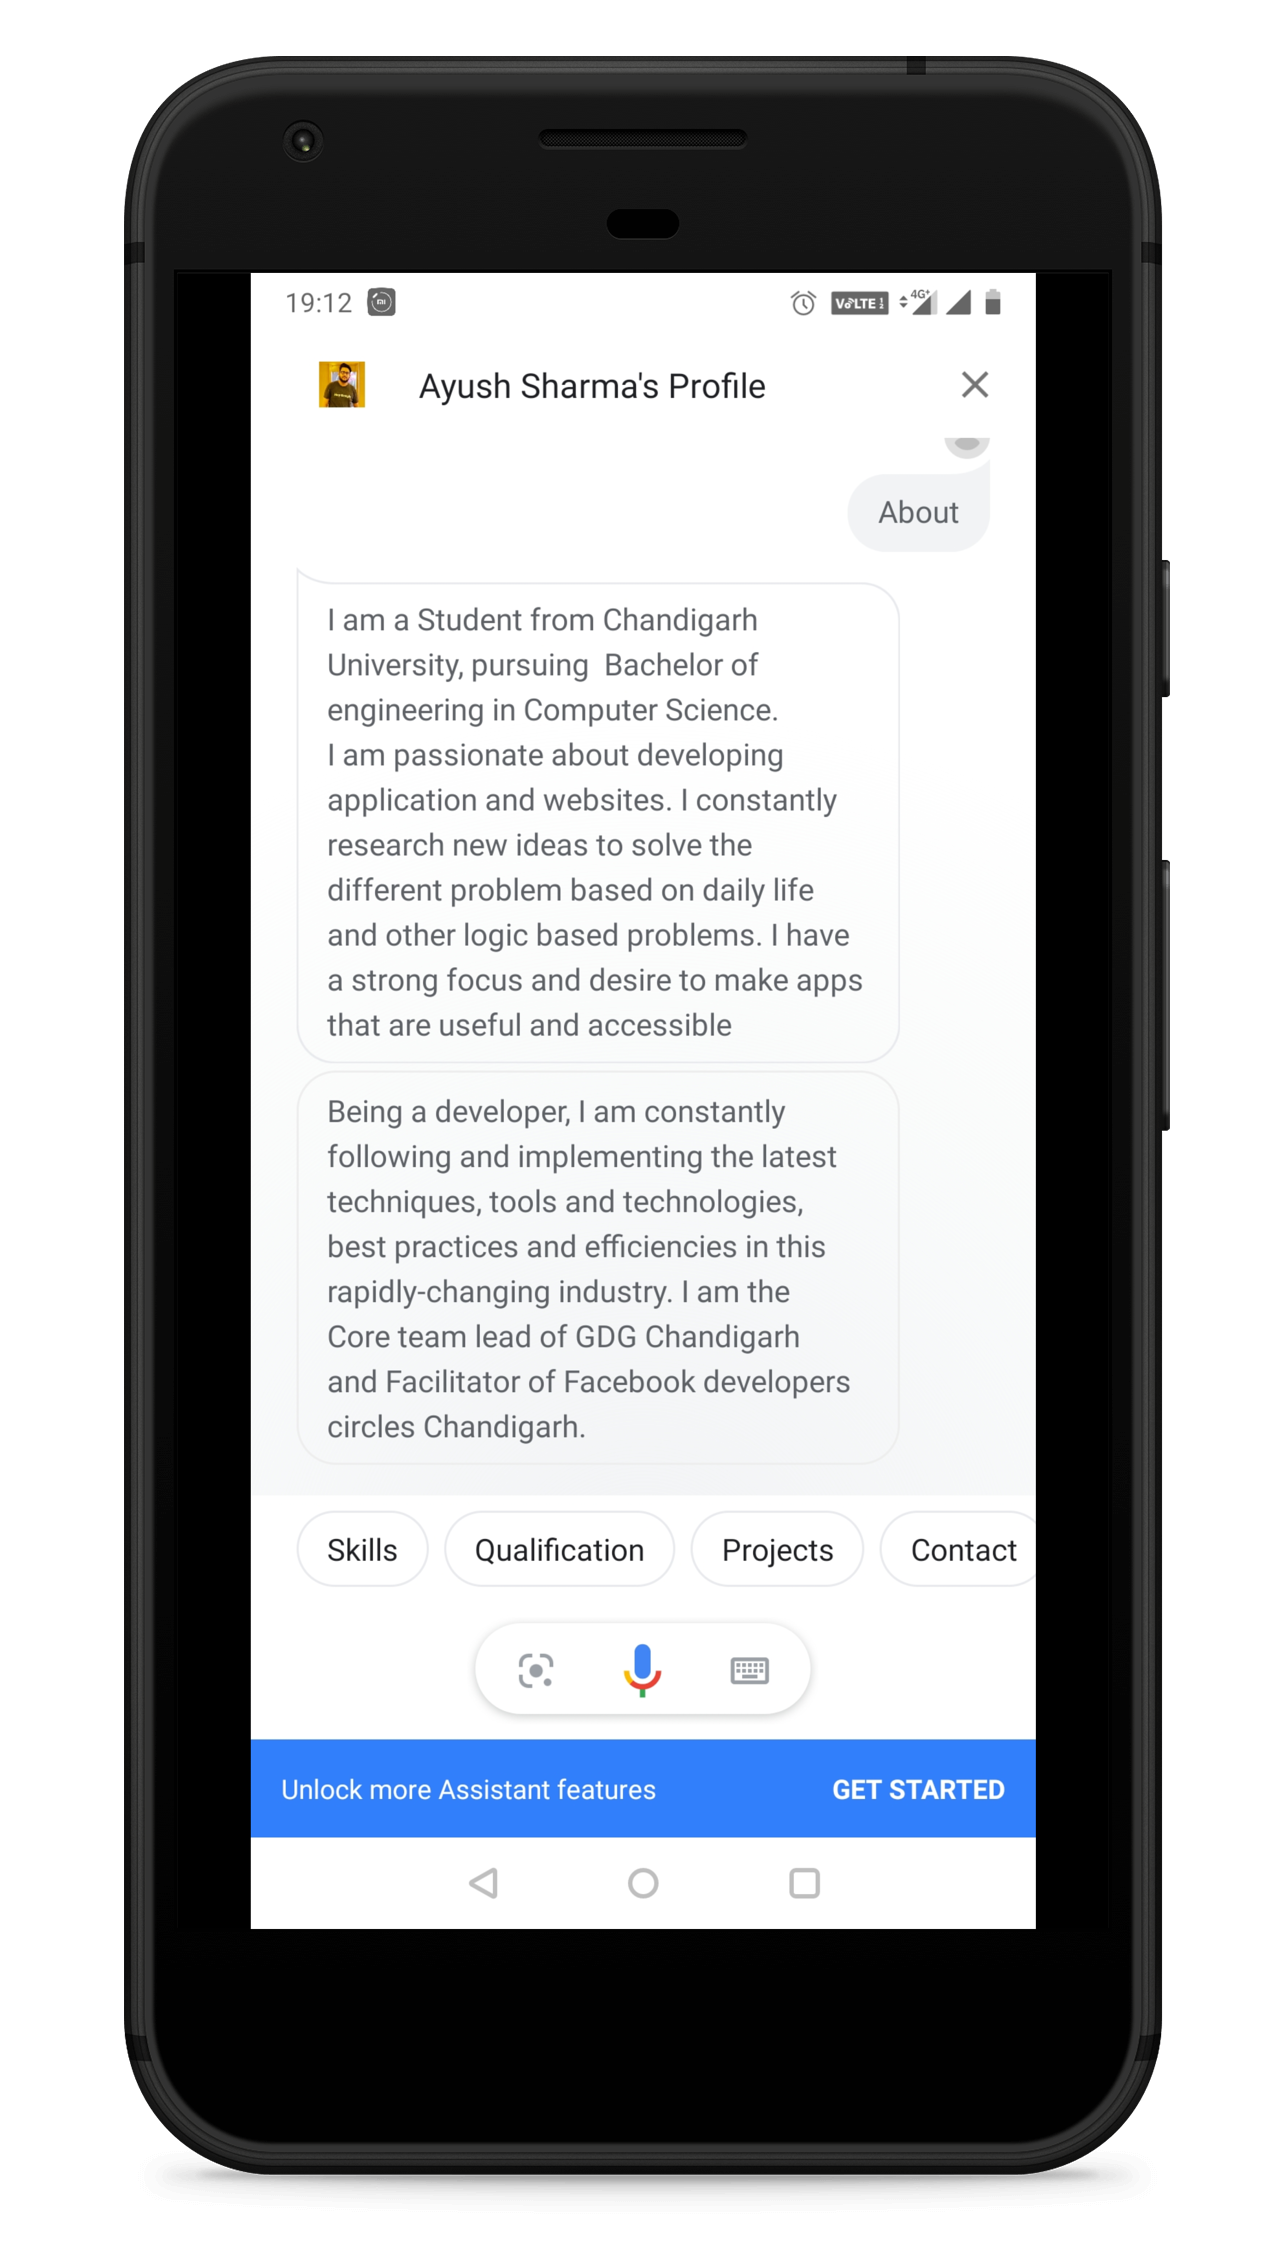 19:12
VoLTE 4G+
Ayush Sharma's Profile
About
I am a Student from Chandigarh
University, pursuing  Bachelor of
engineering in Computer Science.
I am passionate about developing
application and websites. I constantly
research new ideas to solve the
different problem based on daily life
and other logic based problems. I have
a strong focus and desire to make apps
that are useful and accessible
Being a developer, I am constantly
following and implementing the latest
techniques, tools and technologies,
best practices and efficiencies in this
rapidly-changing industry. I am the
Core team lead of GDG Chandigarh
and Facilitator of Facebook developers
circles Chandigarh.
Skills Qualification Projects Contact
Unlock more Assistant features GET STARTED